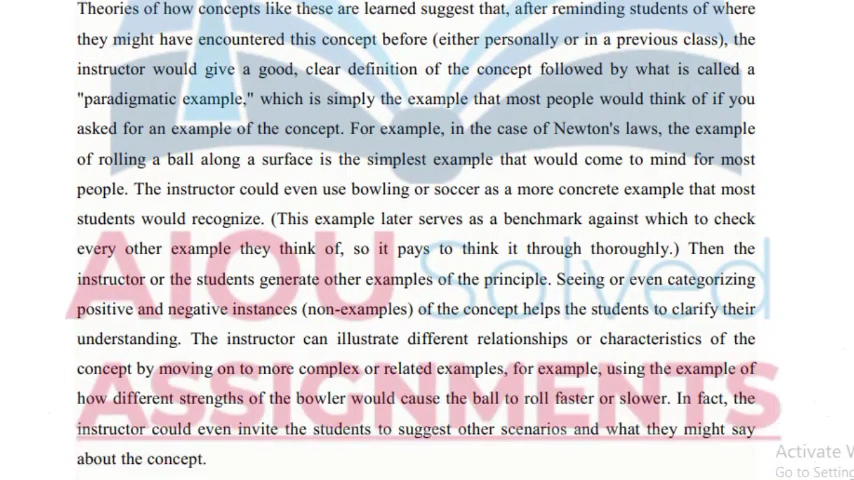 Theories of how concepts like these are learned suggest that, after reminding students of where
they might have encountered this concept before (either personally or in a previous class), the
instructor would give a good, clear definition of the concept followed by what is called a
"paradigmatic example," which is simply the example that most people would think of if you
asked for an example of the concept. For example, in the case of Newton's laws, the example
of rolling a ball along a surface is the simplest example that would come to mind for most
people. The instructor could even use bowling or soccer as a more concrete example that most
students would recognize. (This example later serves as a benchmark against which to check
every other example they think of, so it pays to think it through thoroughly.) Then the
instructor or the students generate other examples of the principle. Seeing or even categorizing
positive and negative instances (non-examples) of the concept helps the students to clarify their
understanding. The instructor can illustrate different relationships or characteristics of the
concept by moving on to more complex or related examples, for example, using the example of
how different strengths of the bowler would cause the ball to roll faster or slower. In fact, the
instructor could even invite the students to suggest other scenarios and what they might say
about the concept.
AIOU Solved
ASSIGNMENTS
Activate
Go to Setting